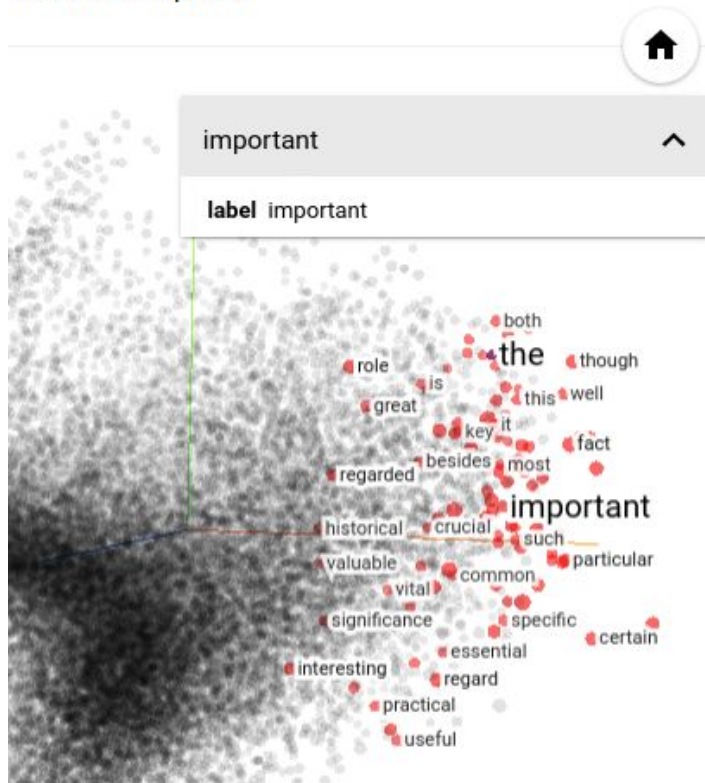 important
label important
both
the
though
role
is
this
well
great
key
it
fact
besides
most
regarded
important
historical
crucial
such
valuable
common
particular
vital
significance
specific
certain
essential
interesting
regard
practical
useful